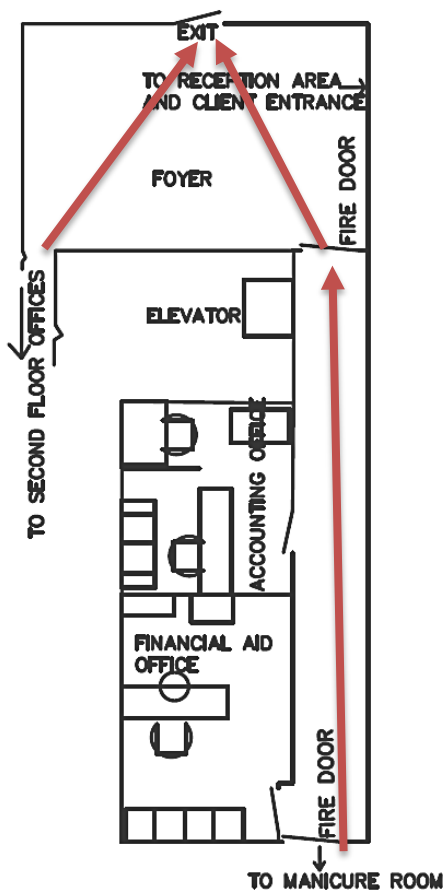 EXIT
TO RECEPTION AREA
AND CLIENT ENTRANCE
FIRE DOOR
FOYER
TO SECOND FLOOR OFFICES
ELEVATOR
ACCOUNTING OFFICE
FINANCIAL AID
OFFICE
FIRE DOOR
TO MANICURE ROOM